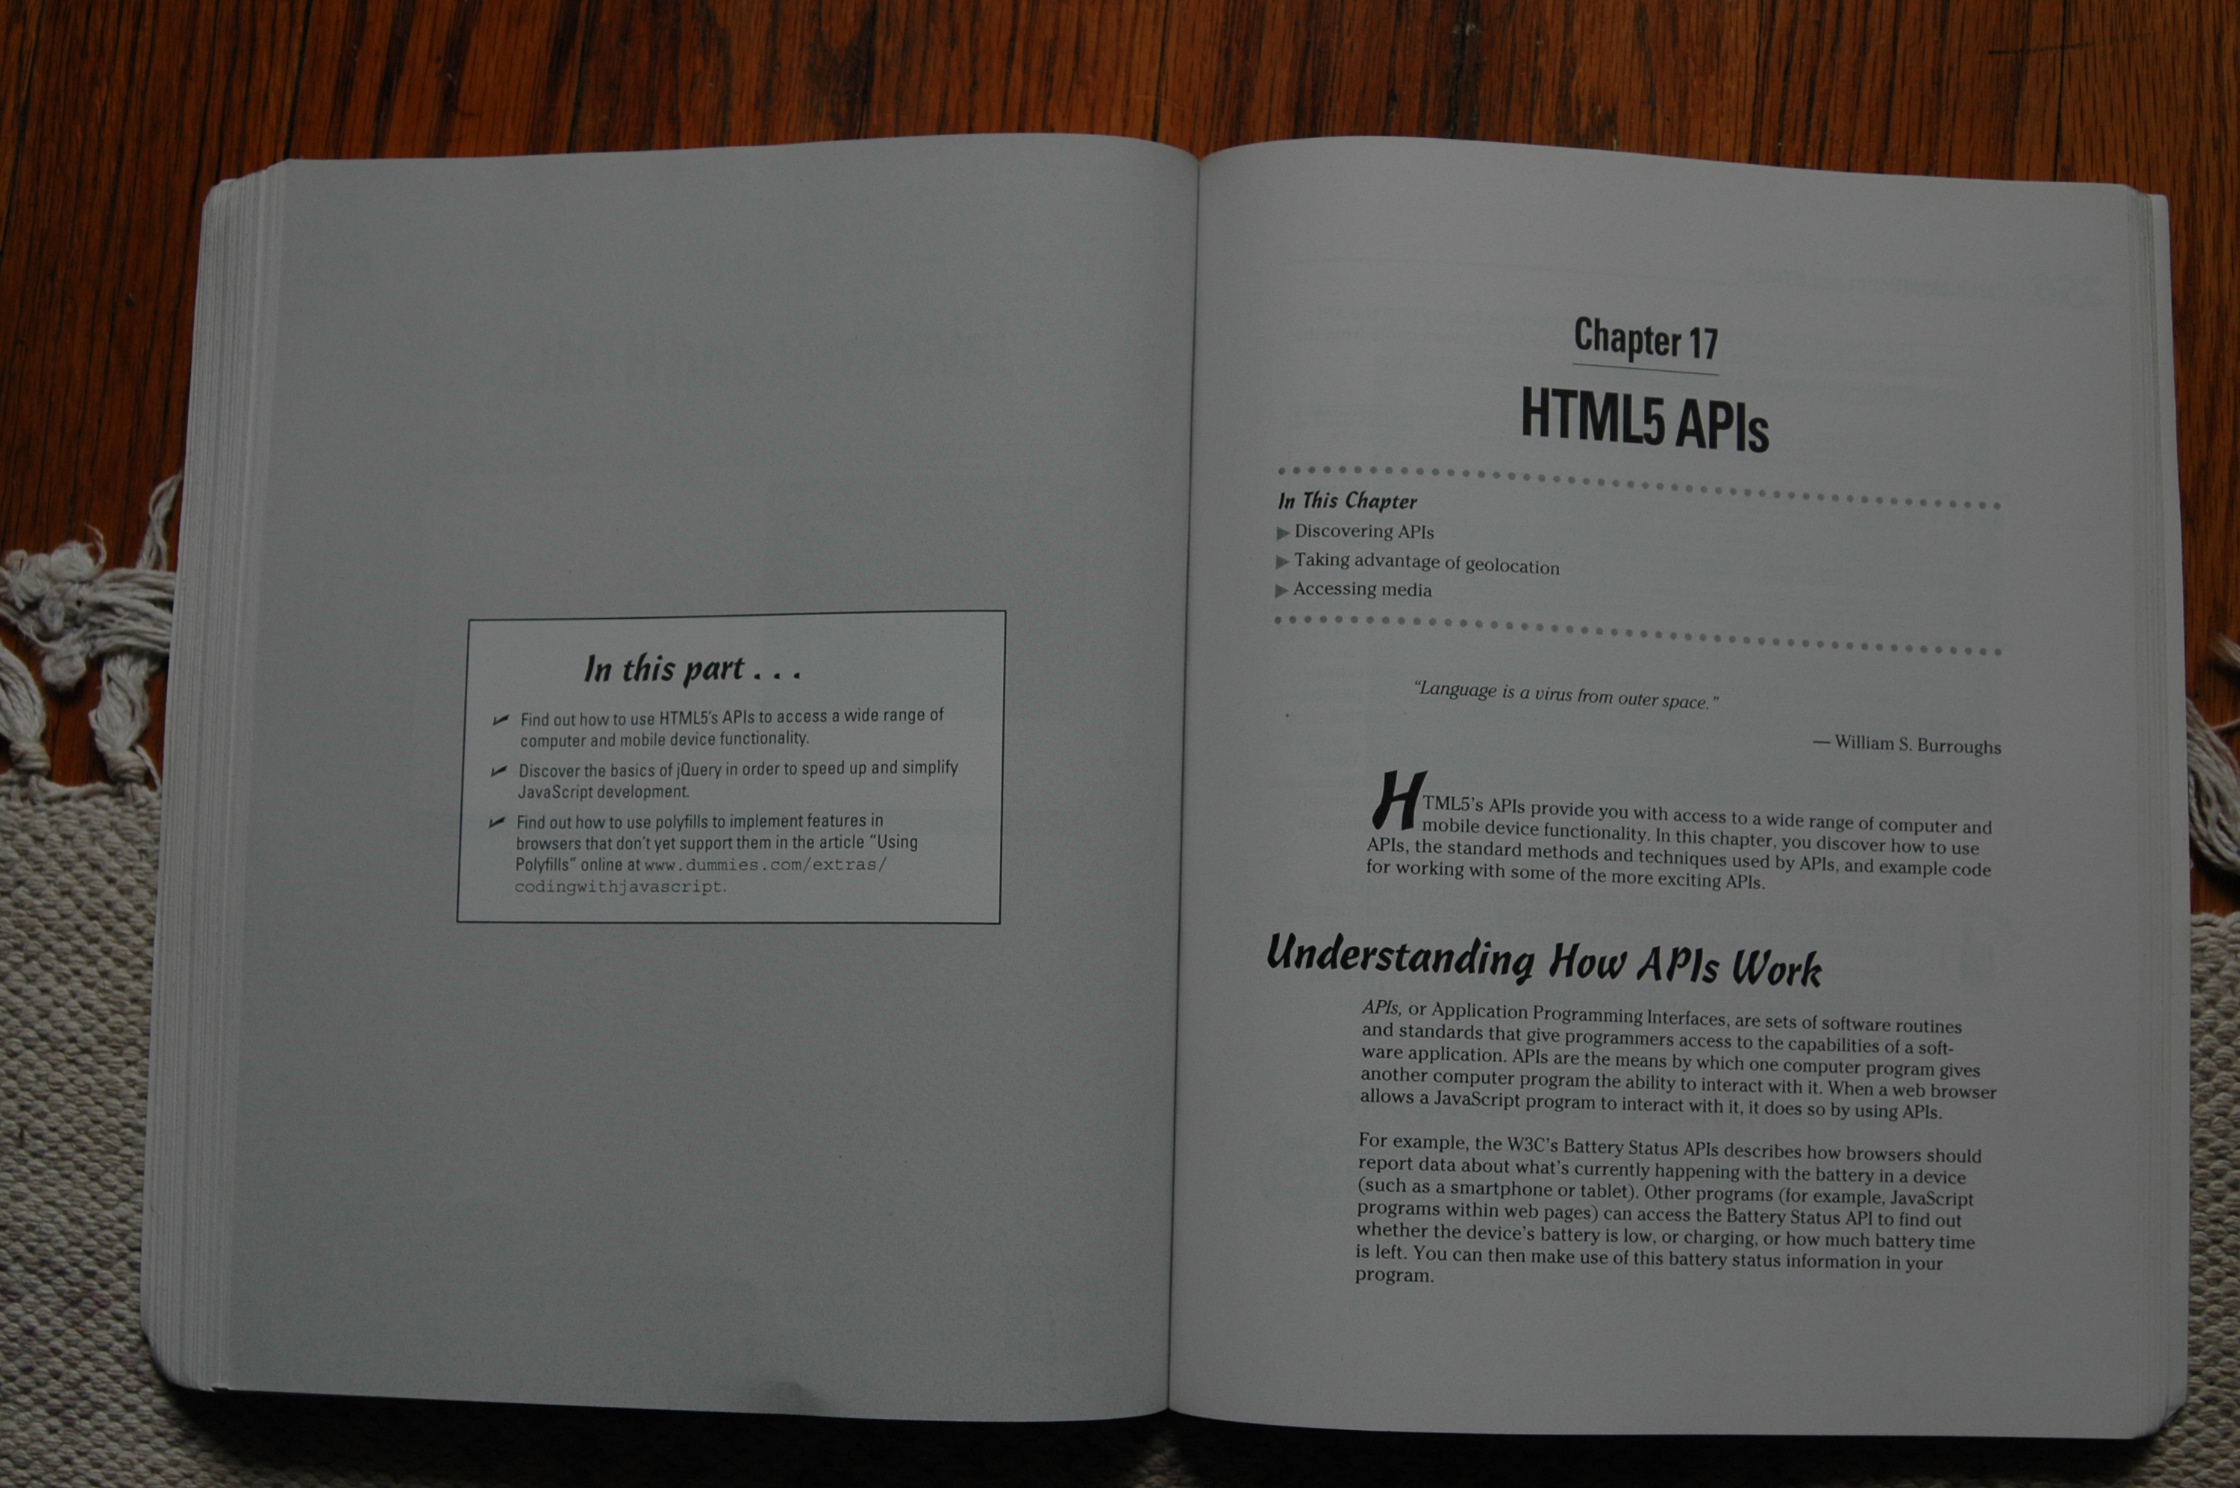 In this part . . .
✓ Find out how to use HTML5's APIs to access a wide range of
computer and mobile device functionality.
✓ Discover the basics of jQuery in order to speed up and simplify
JavaScript development.
✓ Find out how to use polyfills to implement features in
browsers that don't yet support them in the article "Using
Polyfills" online at www.dummies.com/extras/
codingwithjavascript.
Chapter 17
HTML5 APIs
In This Chapter
▶ Discovering APIs
▶ Taking advantage of geolocation
▶ Accessing media
"Language is a virus from outer space."
— William S. Burroughs
HTML5's APIs provide you with access to a wide range of computer and
mobile device functionality. In this chapter, you discover how to use
APIs, the standard methods and techniques used by APIs, and example code
for working with some of the more exciting APIs.
Understanding How APIs Work
APIs, or Application Programming Interfaces, are sets of software routines
and standards that give programmers access to the capabilities of a soft-
ware application. APIs are the means by which one computer program gives
another computer program the ability to interact with it. When a web browser
allows a JavaScript program to interact with it, it does so by using APIs.
For example, the W3C's Battery Status APIs describes how browsers should
report data about what's currently happening with the battery in a device
(such as a smartphone or tablet). Other programs (for example, JavaScript
programs within web pages) can access the Battery Status API to find out
whether the device's battery is low, or charging, or how much battery time
is left. You can then make use of this battery status information in your
program.